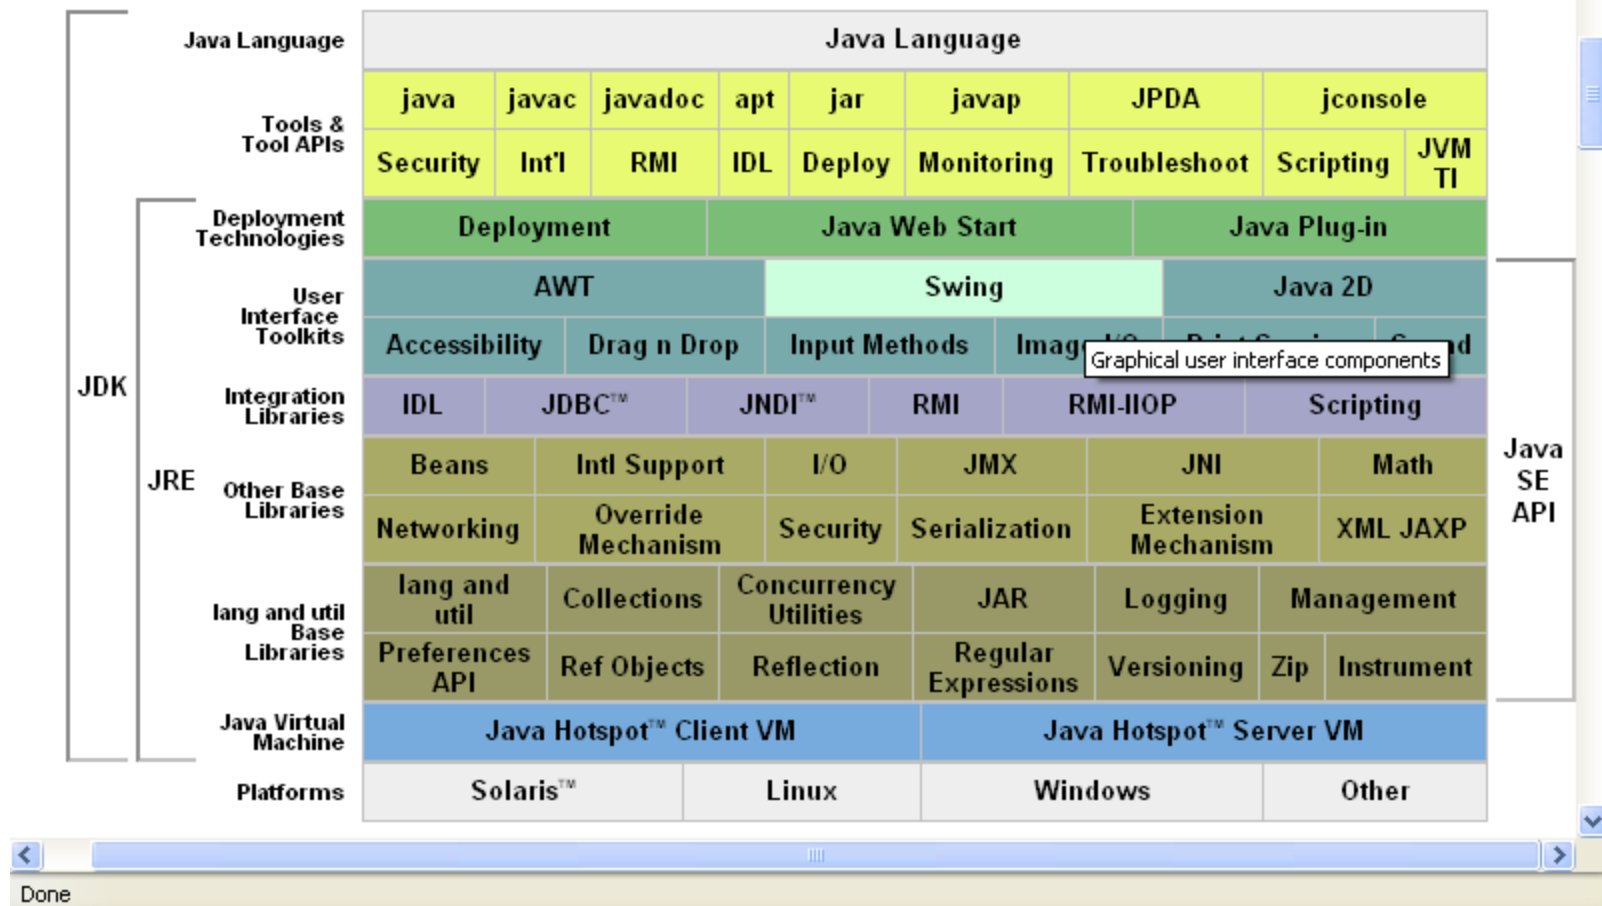 Java Language
Java Language
Tools &
Tool APIs
java javac javadoc apt jar javap JPDA jconsole
Security Int'l RMI IDL Deploy Monitoring Troubleshoot Scripting JVM
TI
Deployment
Technologies
Deployment Java Web Start Java Plug-in
User
Interface
Toolkits
AWT Swing Java 2D
Accessibility Drag n Drop Input Methods
Graphical user interface components
JDK
Integration
Libraries
IDL JDBC™ JNDI™ RMI RMI-IIOP Scripting
JRE
Other Base
Libraries
Beans Intl Support I/O JMX JNI Math
Networking Override
Mechanism Security Serialization Extension
Mechanism XML JAXP
Java
SE
API
lang and util
Base
Libraries
lang and
util Collections Concurrency
Utilities JAR Logging Management
Preferences
API Ref Objects Reflection Regular
Expressions Versioning Zip Instrument
Java Virtual
Machine
Java Hotspot™ Client VM Java Hotspot™ Server VM
Platforms
Solaris™ Linux Windows Other
Done